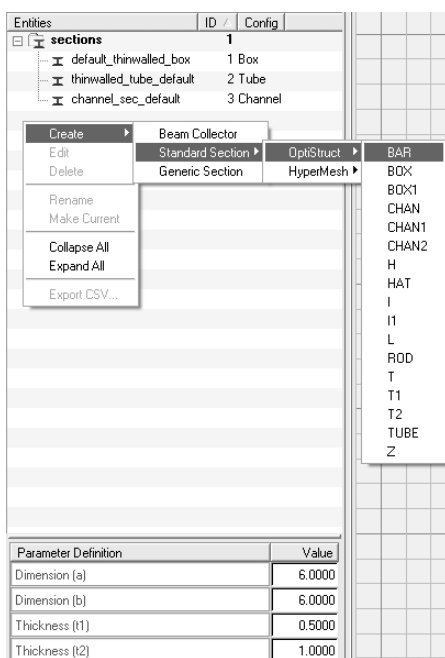 Entities ID Config
sections 1
default_thinwalled_box 1 Box
thinwalled_tube_default 2 Tube
channel_sec_default 3 Channel
Create Beam Collector
Edit Standard Section OptiStruct BAR
Delete Generic Section HyperMesh BOX
BOX1
Rename CHAN
Make Current CHAN1
CHAN2
Collapse All H
Expand All HAT
Export CSV... I
I1
L
ROD
T
T1
T2
TUBE
Z
Parameter Definition Value
Dimension (a) 6.0000
Dimension (b) 6.0000
Thickness (t1) 0.5000
Thickness (t2) 1.0000